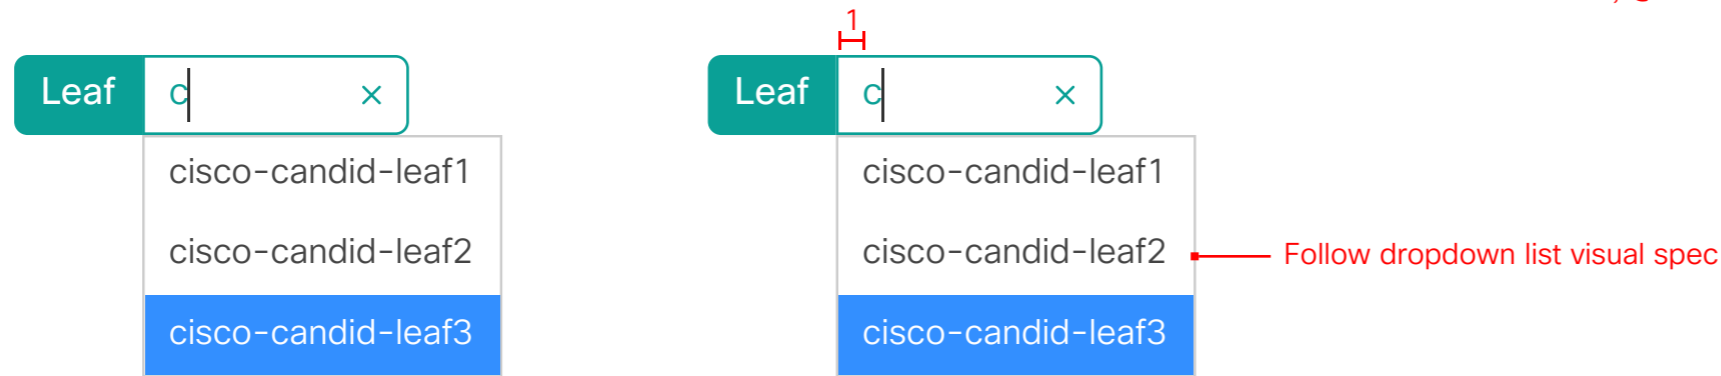 1
Leaf c ×
Leaf c ×
cisco-candid-leaf1
cisco-candid-leaf2
cisco-candid-leaf3
cisco-candid-leaf1
cisco-candid-leaf2
cisco-candid-leaf3
Follow dropdown list visual spec